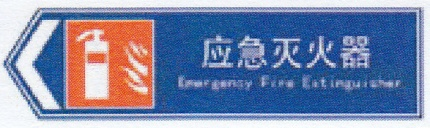 应急灭火器
Emergency Fire Extinguisher